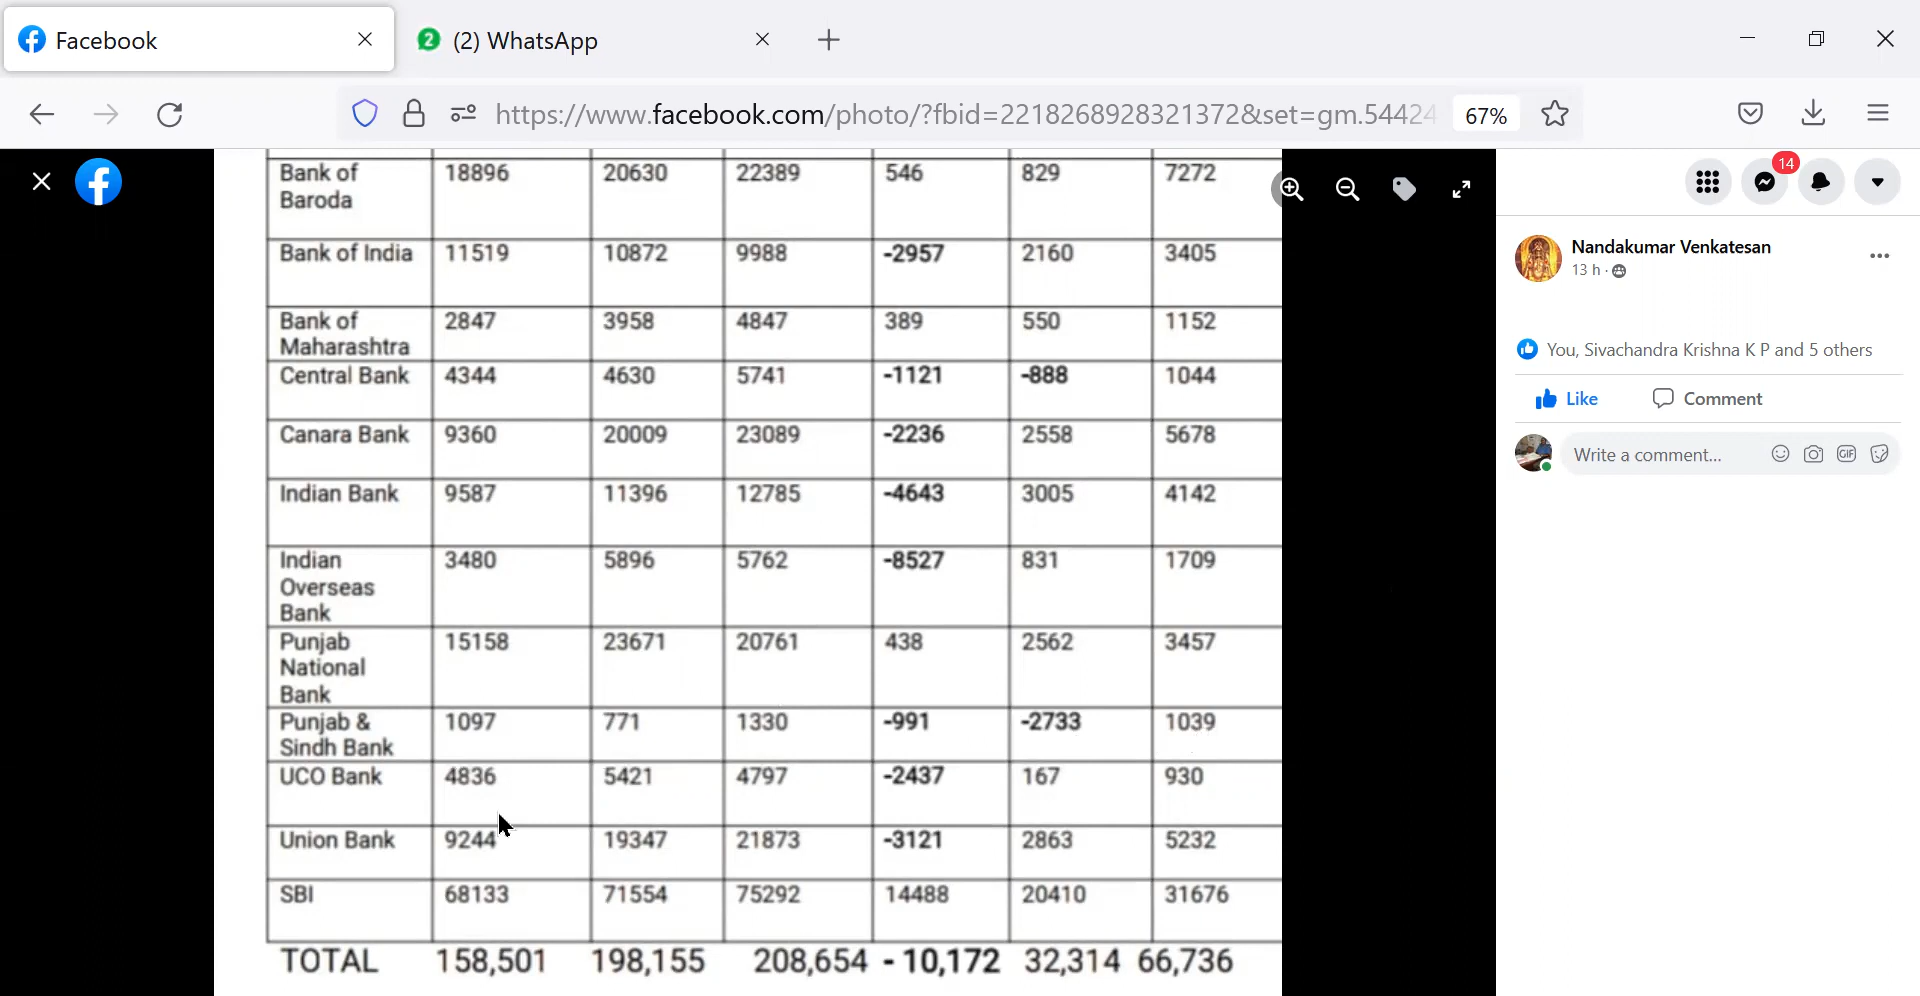 Facebook
2 (2) WhatsApp
https://www.facebook.com/photo/?fbid=2218268928321372&set=gm.54424
67%
14
Bank of Baroda 18896 20630 22389 546 829 7272
Bank of India 11519 10872 9988 -2957 2160 3405
Bank of Maharashtra 2847 3958 4847 389 550 1152
Central Bank 4344 4630 5741 -1121 -888 1044
Canara Bank 9360 20009 23089 -2236 2558 5678
Indian Bank 9587 11396 12785 -4643 3005 4142
Indian Overseas Bank 3480 5896 5762 -8527 831 1709
Punjab National Bank 15158 23671 20761 438 2562 3457
Punjab & Sindh Bank 1097 771 1330 -991 -2733 1039
UCO Bank 4836 5421 4797 -2437 167 930
Union Bank 9244 19347 21873 -3121 2863 5232
SBI 68133 71554 75292 14488 20410 31676
TOTAL 158,501 198,155 208,654 - 10,172 32,314 66,736
Nandakumar Venkatesan
13 h ·
You, Sivachandra Krishna K P and 5 others
Like Comment
Write a comment...
GIF